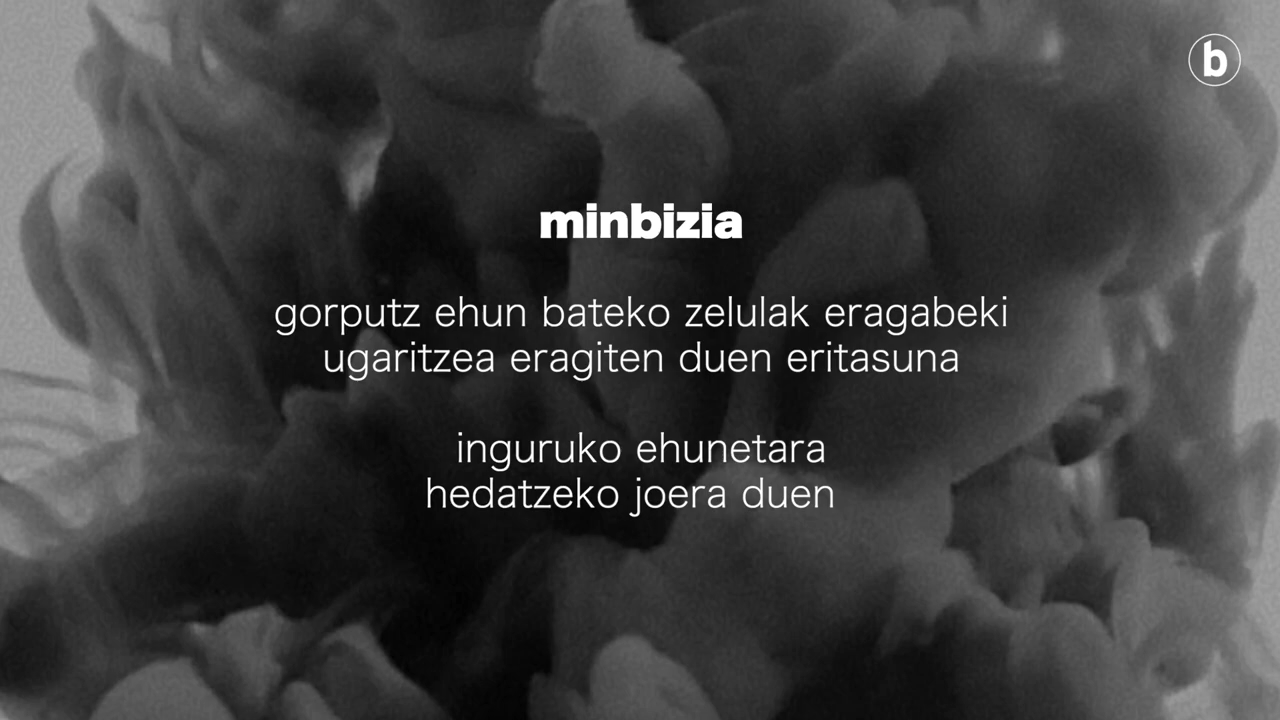 b
minbizia
gorputz ehun bateko zelulak eragabeki
ugaritzea eragiten duen eritasuna
inguruko ehunetara
hedatzeko joera duen